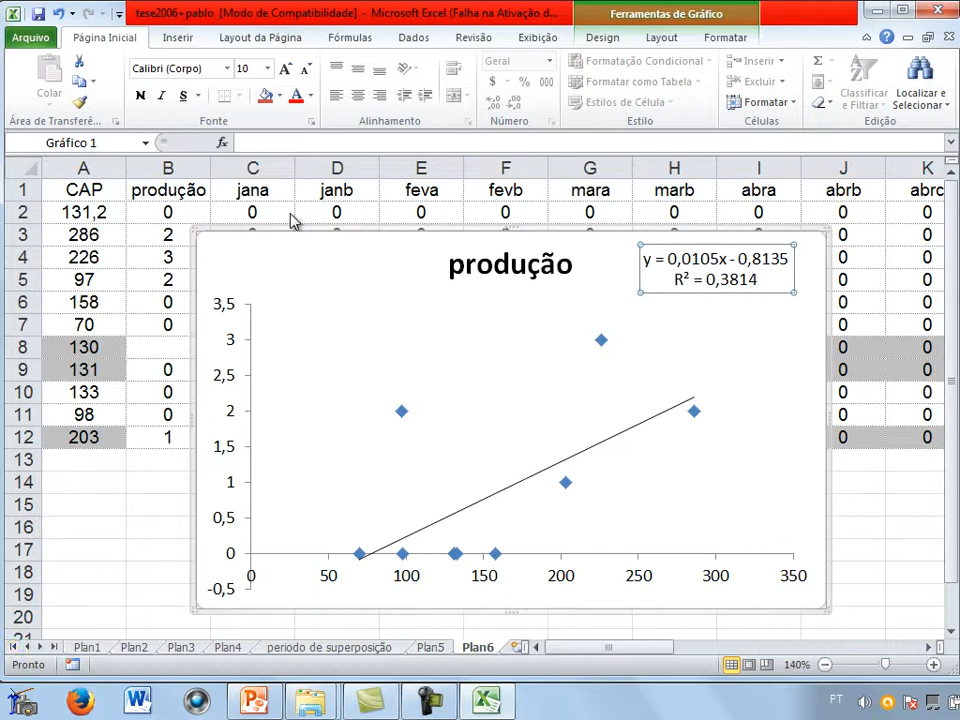 tese2006+pablo [Modo de Compatibilidade] - Microsoft Excel (Falha na Ativação d...
Ferramentas de Gráfico
Arquivo Página Inicial Inserir Layout da Página Fórmulas Dados Revisão Exibição Design Layout Formatar
Colar
Calibri (Corpo) 10
N I S
Geral
Formatação Condicional
Formatar como Tabela
Estilos de Célula
Inserir
Excluir
Formatar
Classificar e Filtrar
Localizar e Selecionar
Área de Transferê... Fonte Alinhamento Número Estilo Células Edição
Gráfico 1 fx
A B C D E F G H I J K
1 CAP produção jana janb feva fevb mara marb abra abrb abrc
2 131,2 0 0 0 0 0 0 0 0 0 0
3 286 2 0 0
4 226 3 0 0
5 97 2 0 0
6 158 0 0 0
7 70 0 0 0
8 130 0 0
9 131 0 0 0
10 133 0 0 0
11 98 0 0 0
12 203 1 0 0
13
14
15
16
17
18
19
20
21
produção
y = 0,0105x - 0,8135
R² = 0,3814
3,5
3
2,5
2
1,5
1
0,5
0
-0,5
0 50 100 150 200 250 300 350
Plan1 Plan2 Plan3 Plan4 periodo de superposição Plan5 Plan6
Pronto 140%
PT